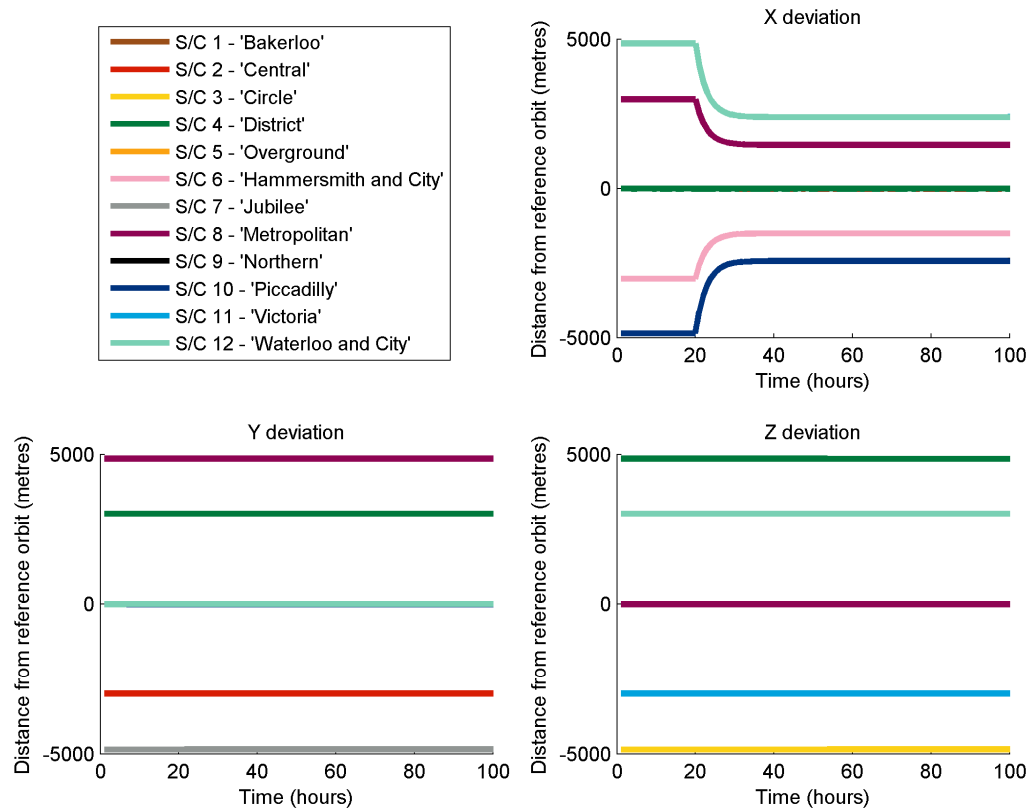 S/C 1 - 'Bakerloo'
S/C 2 - 'Central'
S/C 3 - 'Circle'
S/C 4 - 'District'
S/C 5 - 'Overground'
S/C 6 - 'Hammersmith and City'
S/C 7 - 'Jubilee'
S/C 8 - 'Metropolitan'
S/C 9 - 'Northern'
S/C 10 - 'Piccadilly'
S/C 11 - 'Victoria'
S/C 12 - 'Waterloo and City'
X deviation
Distance from reference orbit (metres)
5000
0
-5000
0 20 40 60 80 100
Time (hours)
Y deviation
Distance from reference orbit (metres)
5000
0
-5000
0 20 40 60 80 100
Time (hours)
Z deviation
Distance from reference orbit (metres)
5000
0
-5000
0 20 40 60 80 100
Time (hours)